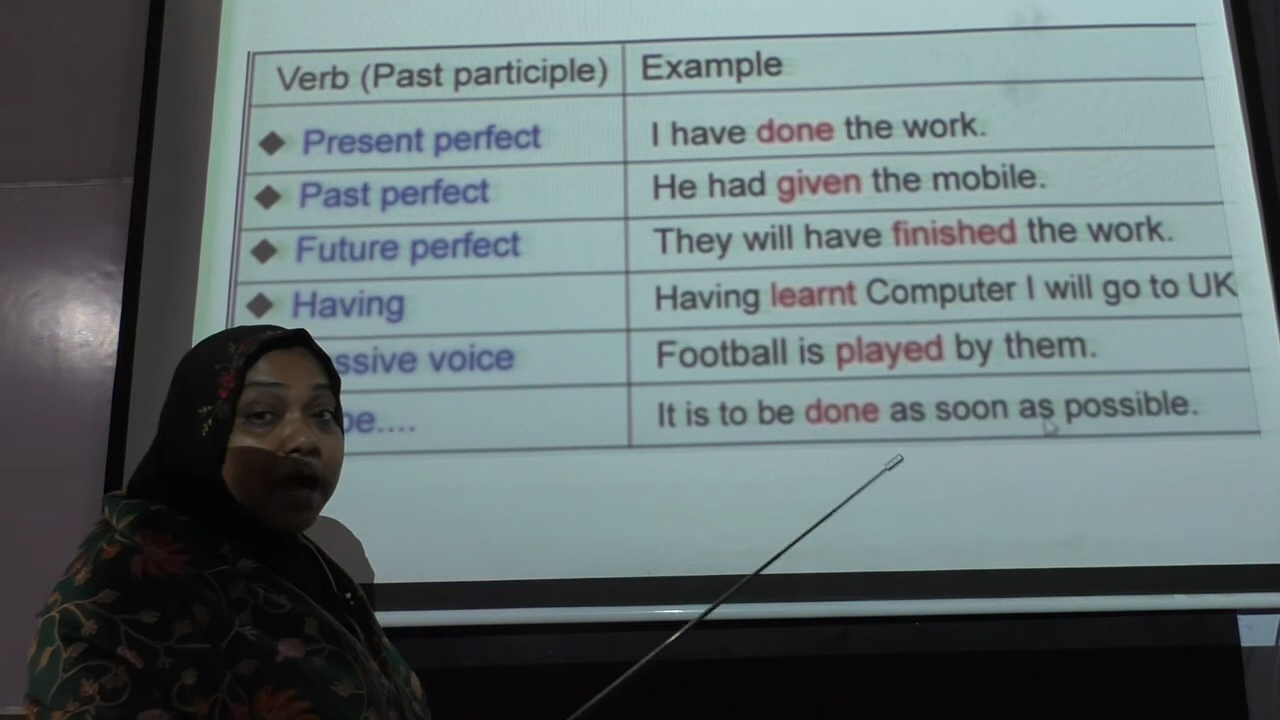 Verb (Past participle) Example
Present perfect I have done the work.
Past perfect He had given the mobile.
Future perfect They will have finished the work.
Having Having learnt Computer I will go to UK
ssive voice Football is played by them.
be.... It is to be done as soon as possible.